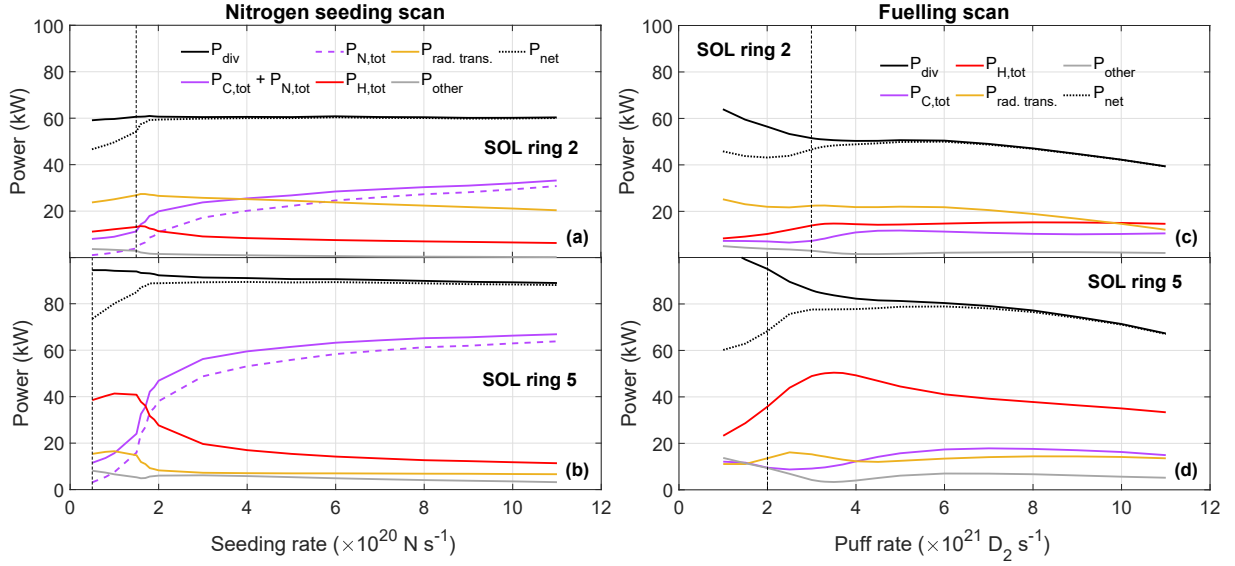 Nitrogen seeding scan
100
80
60
40
20
Power (kW)
P_div
P_N,tot
P_rad. trans.
P_net
P_C,tot + P_N,tot
P_H,tot
P_other
SOL ring 2
(a)
80
60
40
20
0
Power (kW)
SOL ring 5
(b)
0 2 4 6 8 10 12
Seeding rate (×10^20 N s^-1)
Fuelling scan
100
80
60
40
20
Power (kW)
SOL ring 2
P_div
P_H,tot
P_other
P_C,tot
P_rad. trans.
P_net
(c)
80
60
40
20
0
Power (kW)
SOL ring 5
(d)
0 2 4 6 8 10 12
Puff rate (×10^21 D_2 s^-1)